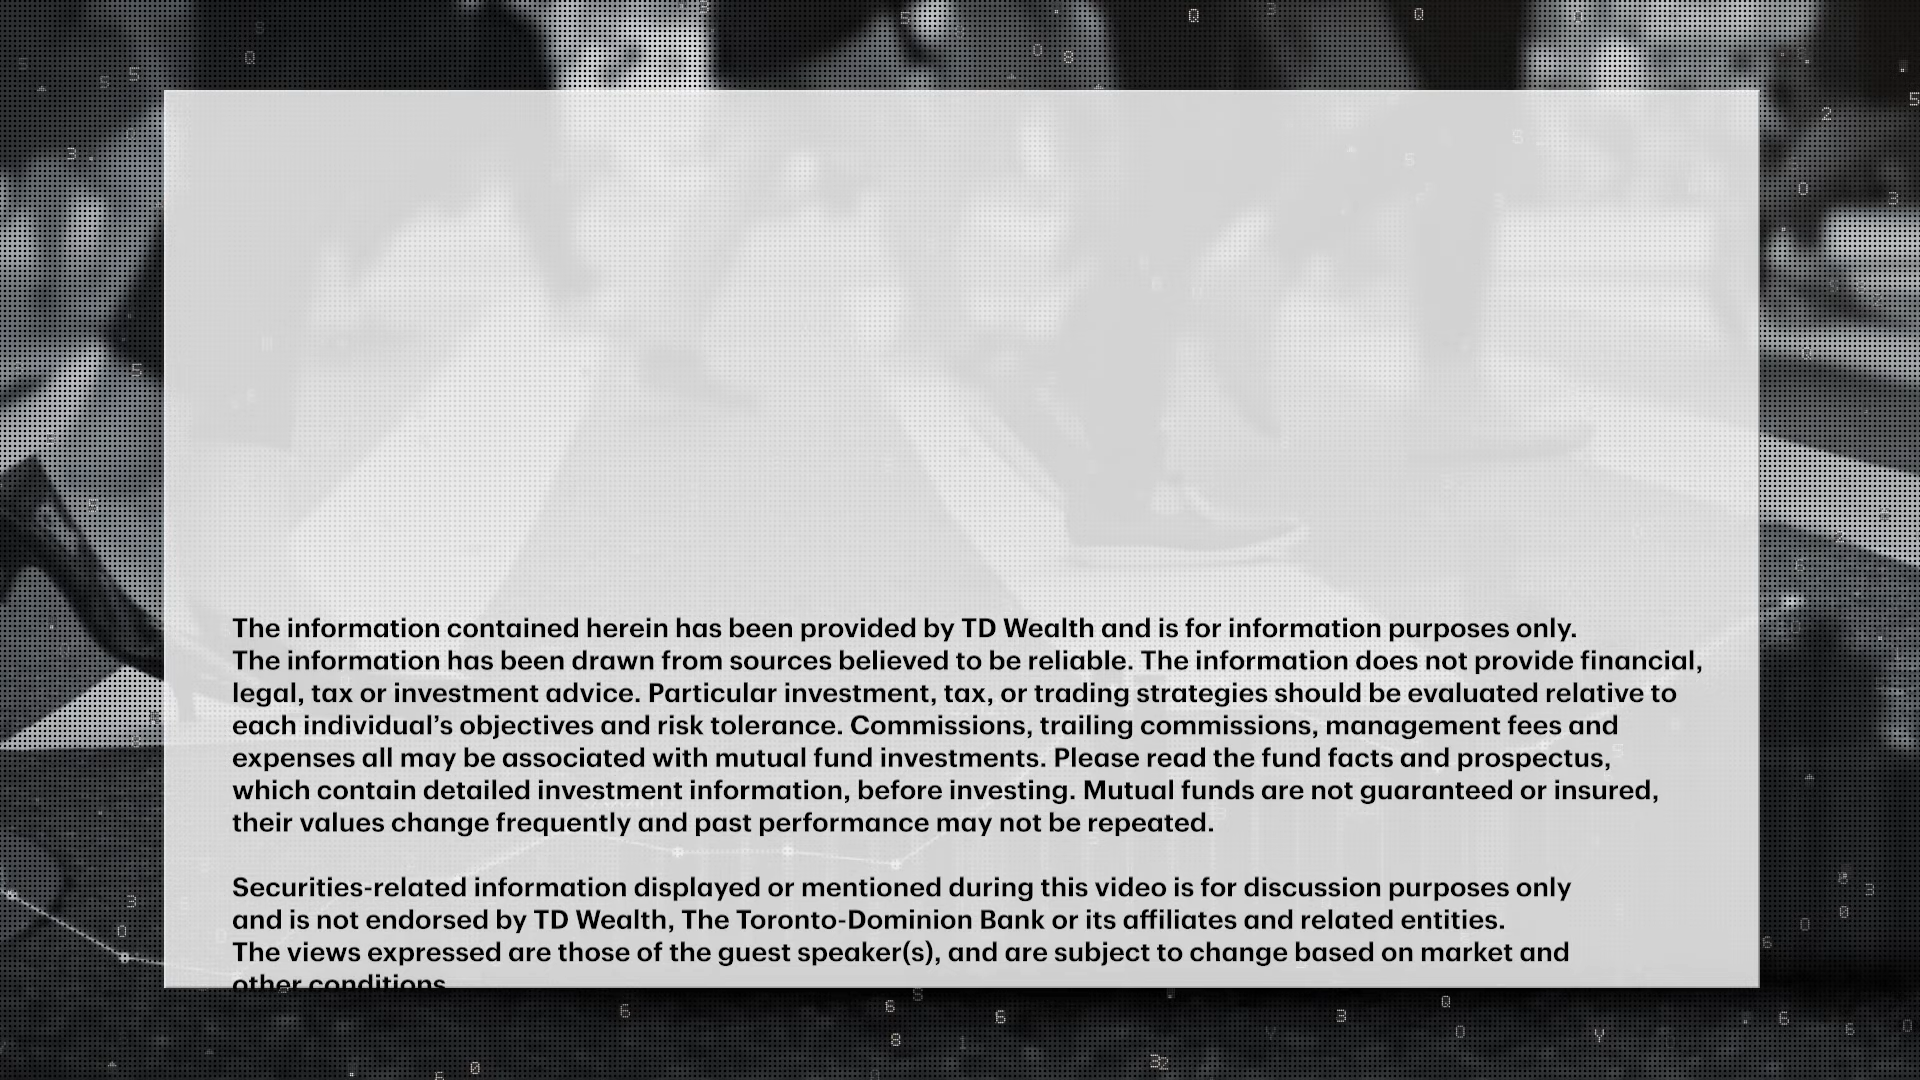 The information contained herein has been provided by TD Wealth and is for information purposes only.
The information has been drawn from sources believed to be reliable. The information does not provide financial,
legal, tax or investment advice. Particular investment, tax, or trading strategies should be evaluated relative to
each individual’s objectives and risk tolerance. Commissions, trailing commissions, management fees and
expenses all may be associated with mutual fund investments. Please read the fund facts and prospectus,
which contain detailed investment information, before investing. Mutual funds are not guaranteed or insured,
their values change frequently and past performance may not be repeated.
Securities-related information displayed or mentioned during this video is for discussion purposes only
and is not endorsed by TD Wealth, The Toronto-Dominion Bank or its affiliates and related entities.
The views expressed are those of the guest speaker(s), and are subject to change based on market and
other conditions.